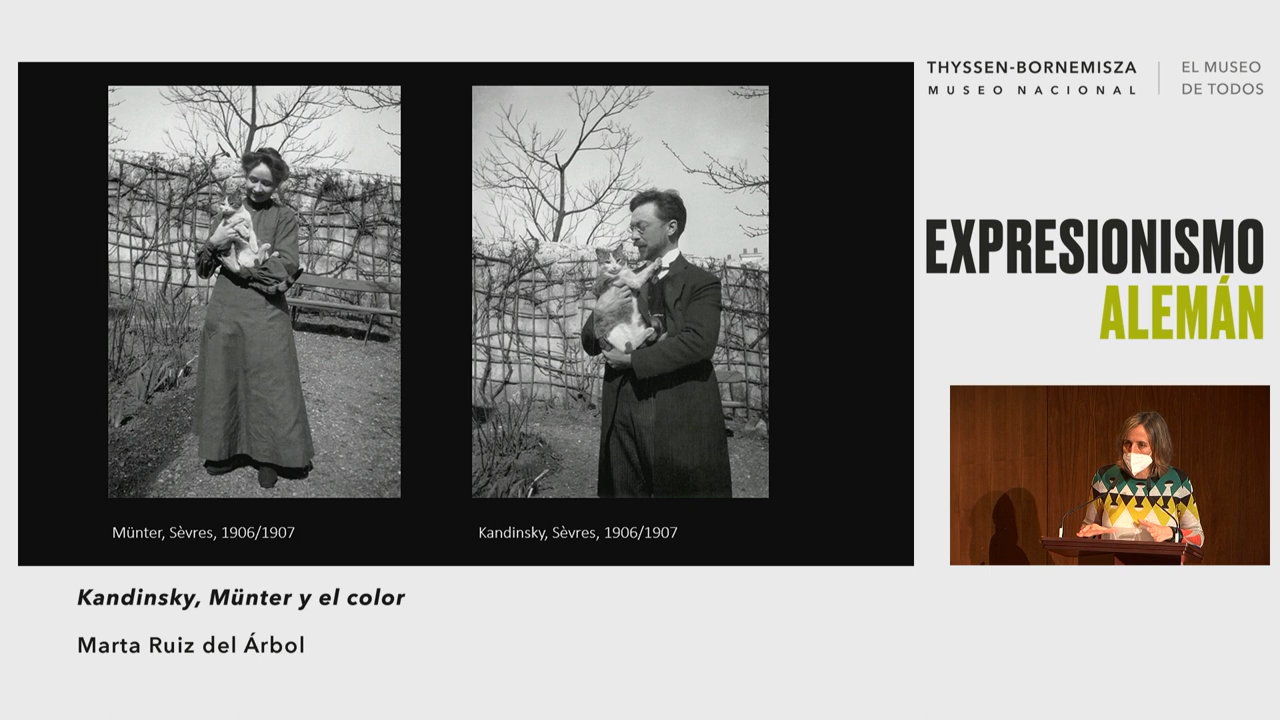 THYSSEN-BORNEMISZA
MUSEO NACIONAL
EL MUSEO
DE TODOS
EXPRESIONISMO
ALEMÁN
Münter, Sèvres, 1906/1907
Kandinsky, Sèvres, 1906/1907
Kandinsky, Münter y el color
Marta Ruiz del Árbol